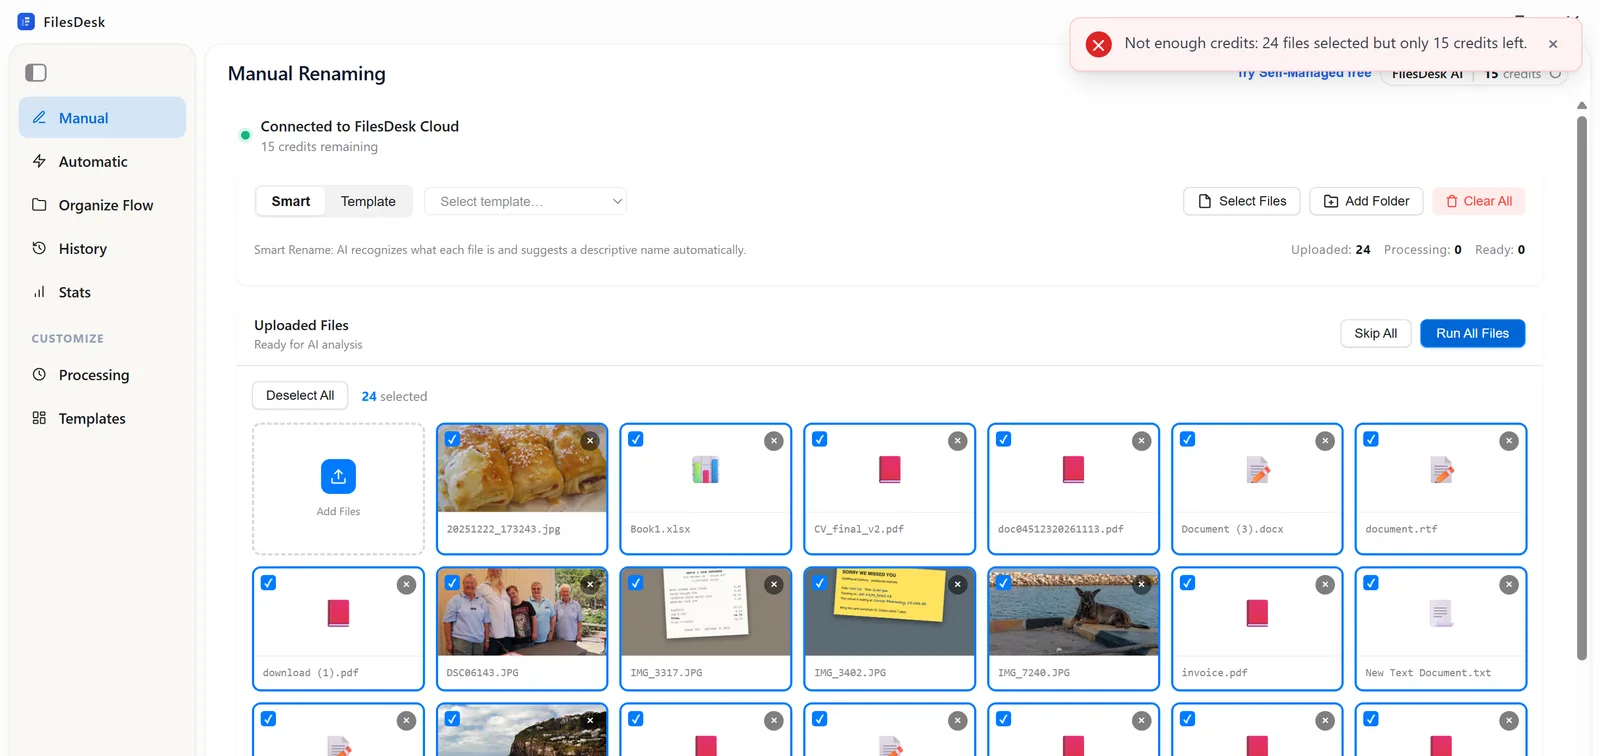 FilesDesk
Not enough credits: 24 files selected but only 15 credits left.
Manual Renaming
Try Self-Managed free
FilesDesk AI
15 credits
Manual
Automatic
Organize Flow
History
Stats
CUSTOMIZE
Processing
Templates
Connected to FilesDesk Cloud
15 credits remaining
Smart
Template
Select template...
Select Files
Add Folder
Clear All
Smart Rename: AI recognizes what each file is and suggests a descriptive name automatically.
Uploaded: 24 Processing: 0 Ready: 0
Uploaded Files
Ready for AI analysis
Skip All
Run All Files
Deselect All
24 selected
Add Files
20251222_173243.jpg
Book1.xlsx
CV_final_v2.pdf
doc04512320261113.pdf
Document (3).docx
document.rtf
SORRY WE MISSED YOU
download (1).pdf
DSC06143.JPG
IMG_3317.JPG
IMG_3402.JPG
IMG_7240.JPG
invoice.pdf
New Text Document.txt